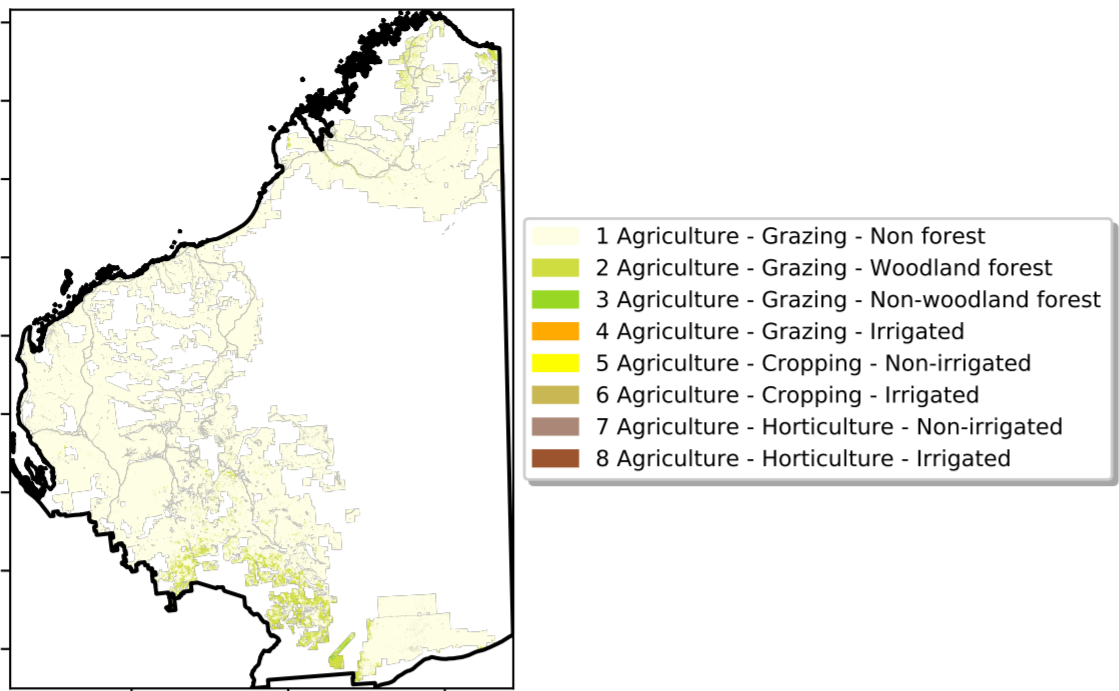 1 Agriculture - Grazing - Non forest
2 Agriculture - Grazing - Woodland forest
3 Agriculture - Grazing - Non-woodland forest
4 Agriculture - Grazing - Irrigated
5 Agriculture - Cropping - Non-irrigated
6 Agriculture - Cropping - Irrigated
7 Agriculture - Horticulture - Non-irrigated
8 Agriculture - Horticulture - Irrigated